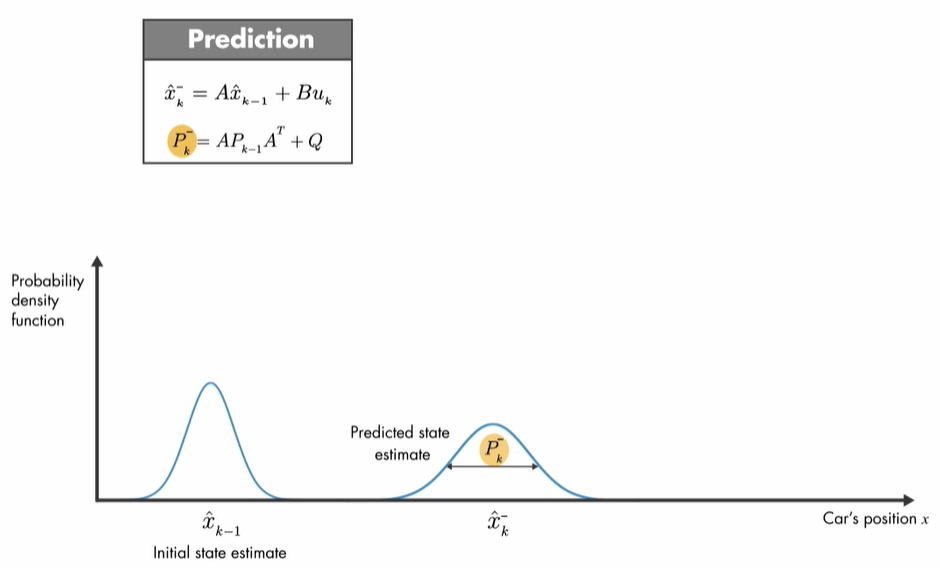 Prediction
x̂ₖ⁻ = Ax̂ₖ₋₁ + Buₖ
Pₖ⁻ = APₖ₋₁Aᵀ + Q
Probability
density
function
Predicted state
estimate
Pₖ⁻
x̂ₖ₋₁
x̂ₖ⁻
Car's position x
Initial state estimate